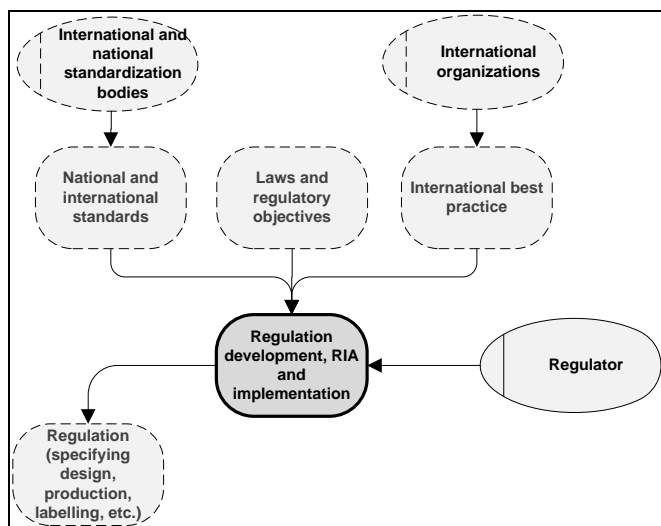 International and
national
standardization
bodies
International
organizations
National and
international
standards
Laws and
regulatory
objectives
International best
practice
Regulation
development, RIA
and
implementation
Regulator
Regulation
(specifying
design,
production,
labelling, etc.)